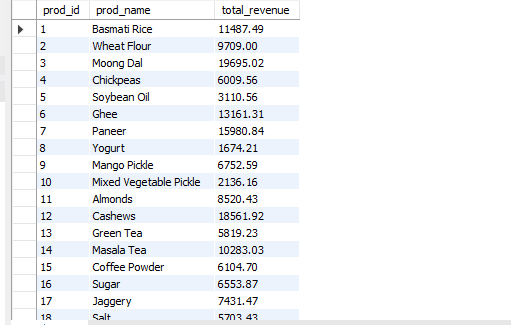 prod_id prod_name total_revenue
1 Basmati Rice 11487.49
2 Wheat Flour 9709.00
3 Moong Dal 19695.02
4 Chickpeas 6009.56
5 Soybean Oil 3110.56
6 Ghee 13161.31
7 Paneer 15980.84
8 Yogurt 1674.21
9 Mango Pickle 6752.59
10 Mixed Vegetable Pickle 2136.16
11 Almonds 8520.43
12 Cashews 18561.92
13 Green Tea 5819.23
14 Masala Tea 10283.03
15 Coffee Powder 6104.70
16 Sugar 6553.87
17 Jaggery 7431.47
18 Salt 5703.43